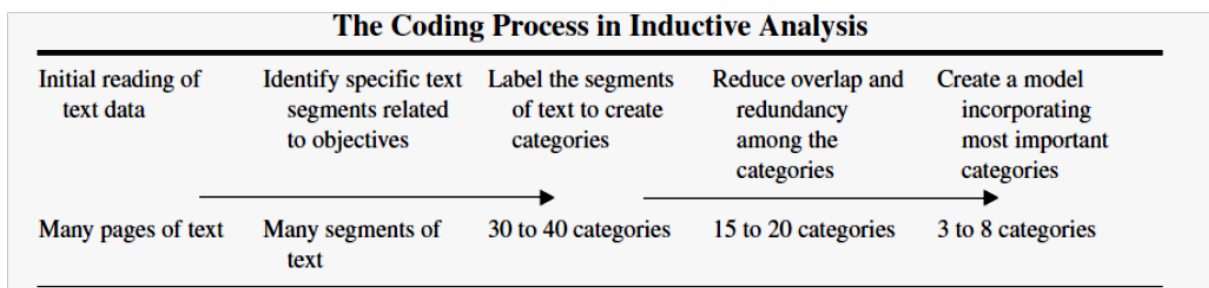 The Coding Process in Inductive Analysis
Initial reading of
text data
Identify specific text
segments related
to objectives
Label the segments
of text to create
categories
Reduce overlap and
redundancy
among the
categories
Create a model
incorporating
most important
categories
Many pages of text
Many segments of
text
30 to 40 categories
15 to 20 categories
3 to 8 categories